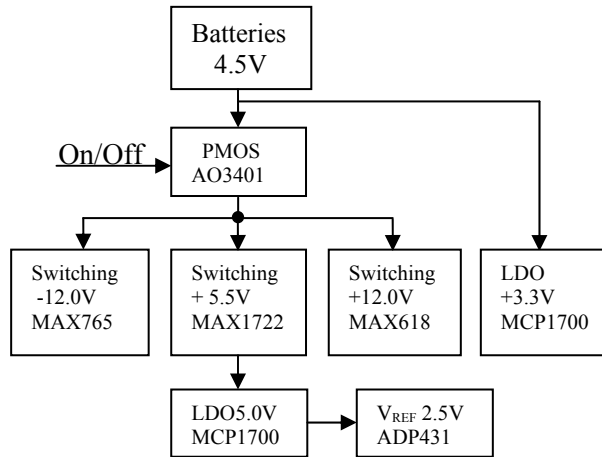 Batteries
4.5V
On/Off
PMOS
AO3401
Switching
-12.0V
MAX765
Switching
+ 5.5V
MAX1722
Switching
+12.0V
MAX618
LDO
+3.3V
MCP1700
LDO5.0V
MCP1700
VREF 2.5V
ADP431